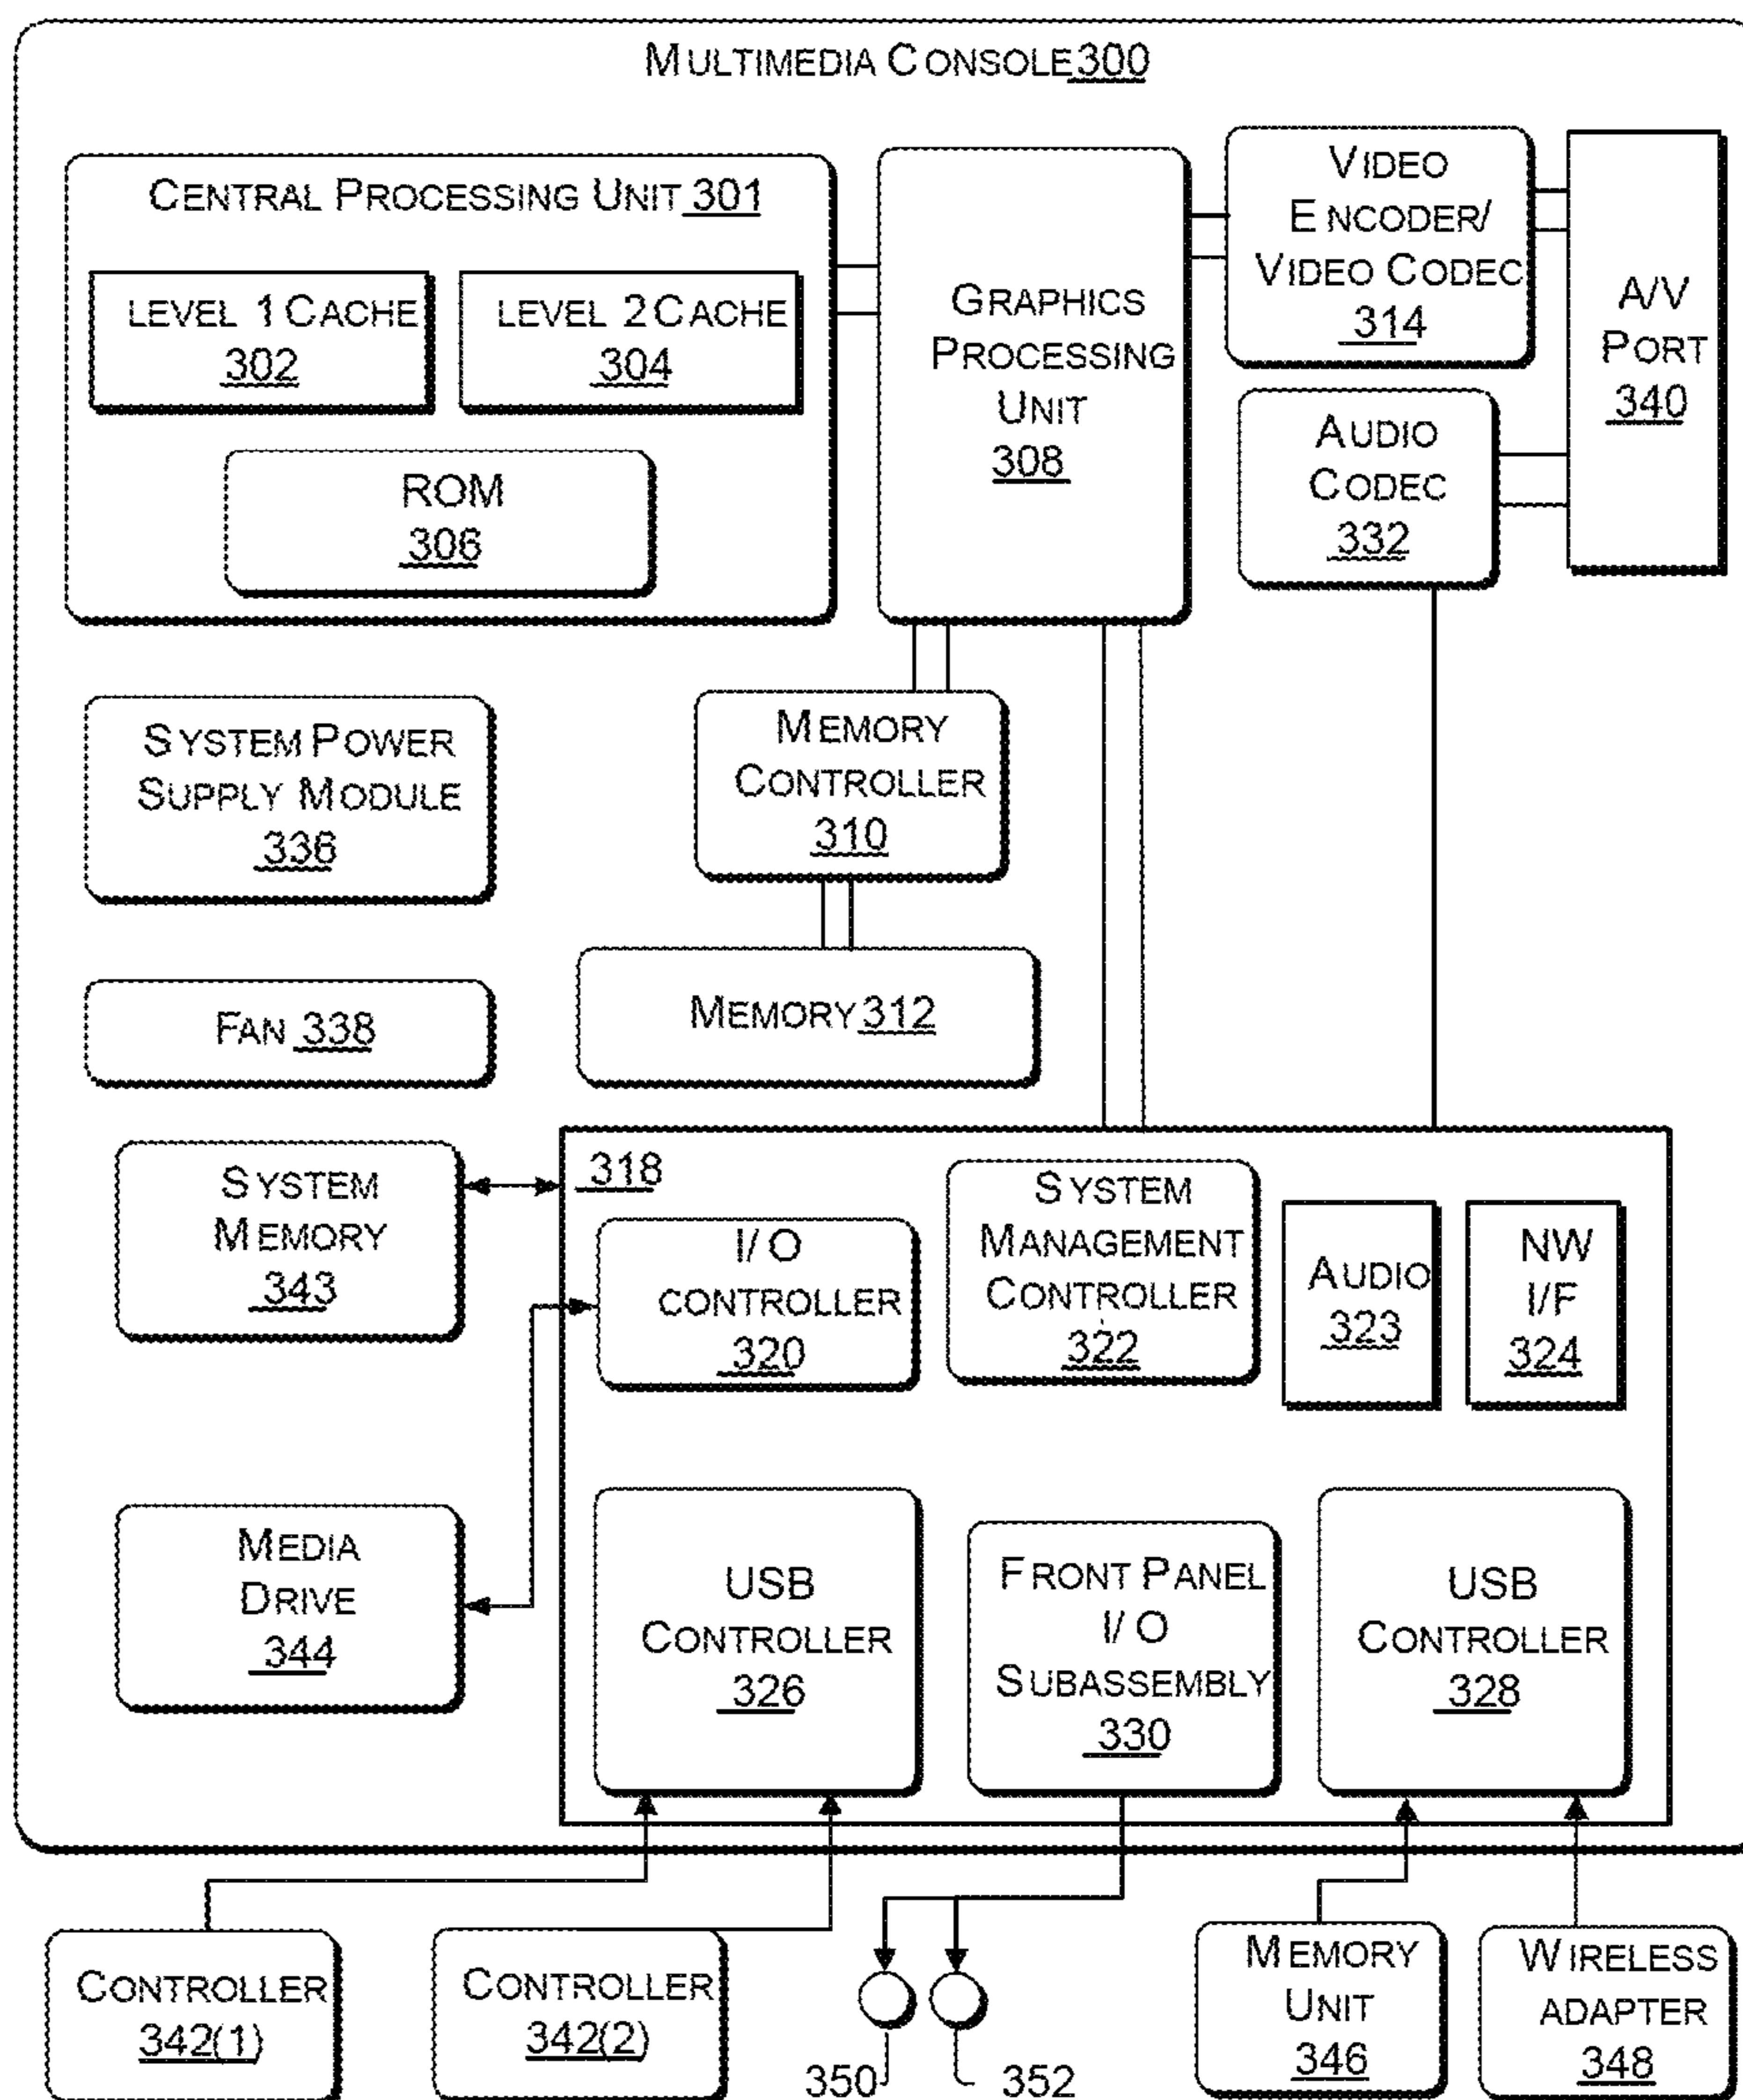 MULTIMEDIA CONSOLE 300
CENTRAL PROCESSING UNIT 301
LEVEL 1 CACHE
302
LEVEL 2 CACHE
304
ROM
306
GRAPHICS
PROCESSING
UNIT
308
VIDEO
ENCODER/
VIDEO CODEC
314
A/V
PORT
340
AUDIO
CODEC
332
SYSTEM POWER
SUPPLY MODULE
336
MEMORY
CONTROLLER
310
FAN 338
MEMORY 312
SYSTEM
MEMORY
343
318
I/O
CONTROLLER
320
SYSTEM
MANAGEMENT
CONTROLLER
322
AUDIO
323
NW
I/F
324
MEDIA
DRIVE
344
USB
CONTROLLER
326
FRONT PANEL
I/O
SUBASSEMBLY
330
USB
CONTROLLER
328
CONTROLLER
342(1)
CONTROLLER
342(2)
350
352
MEMORY
UNIT
346
WIRELESS
ADAPTER
348